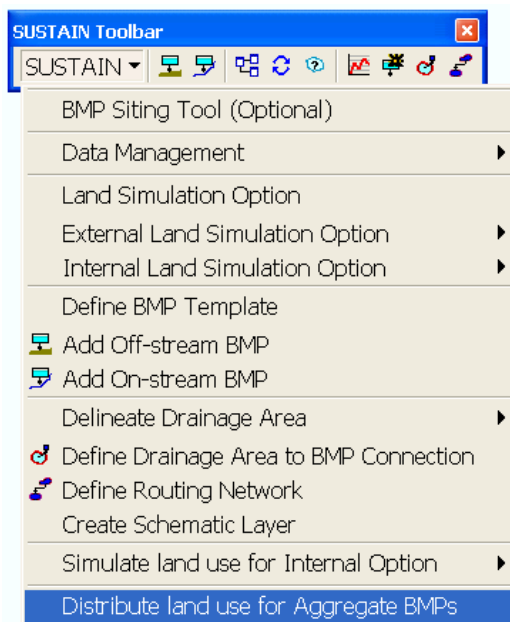 SUSTAIN Toolbar
SUSTAIN
BMP Siting Tool (Optional)
Data Management
Land Simulation Option
External Land Simulation Option
Internal Land Simulation Option
Define BMP Template
Add Off-stream BMP
Add On-stream BMP
Delineate Drainage Area
Define Drainage Area to BMP Connection
Define Routing Network
Create Schematic Layer
Simulate land use for Internal Option
Distribute land use for Aggregate BMPs